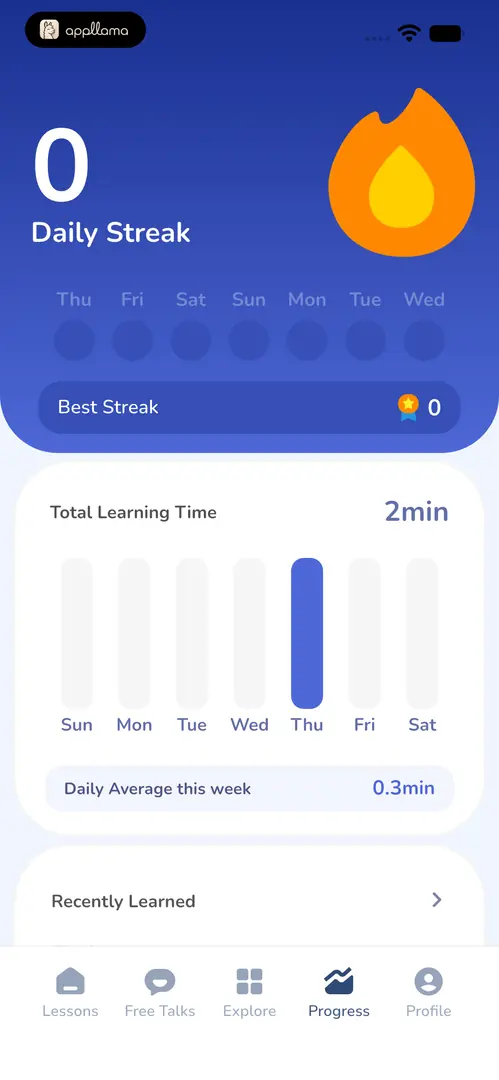 appllama
0
Daily Streak
Thu Fri Sat Sun Mon Tue Wed
Best Streak 0
Total Learning Time 2min
Sun Mon Tue Wed Thu Fri Sat
Daily Average this week 0.3min
Recently Learned
Lessons Free Talks Explore Progress Profile